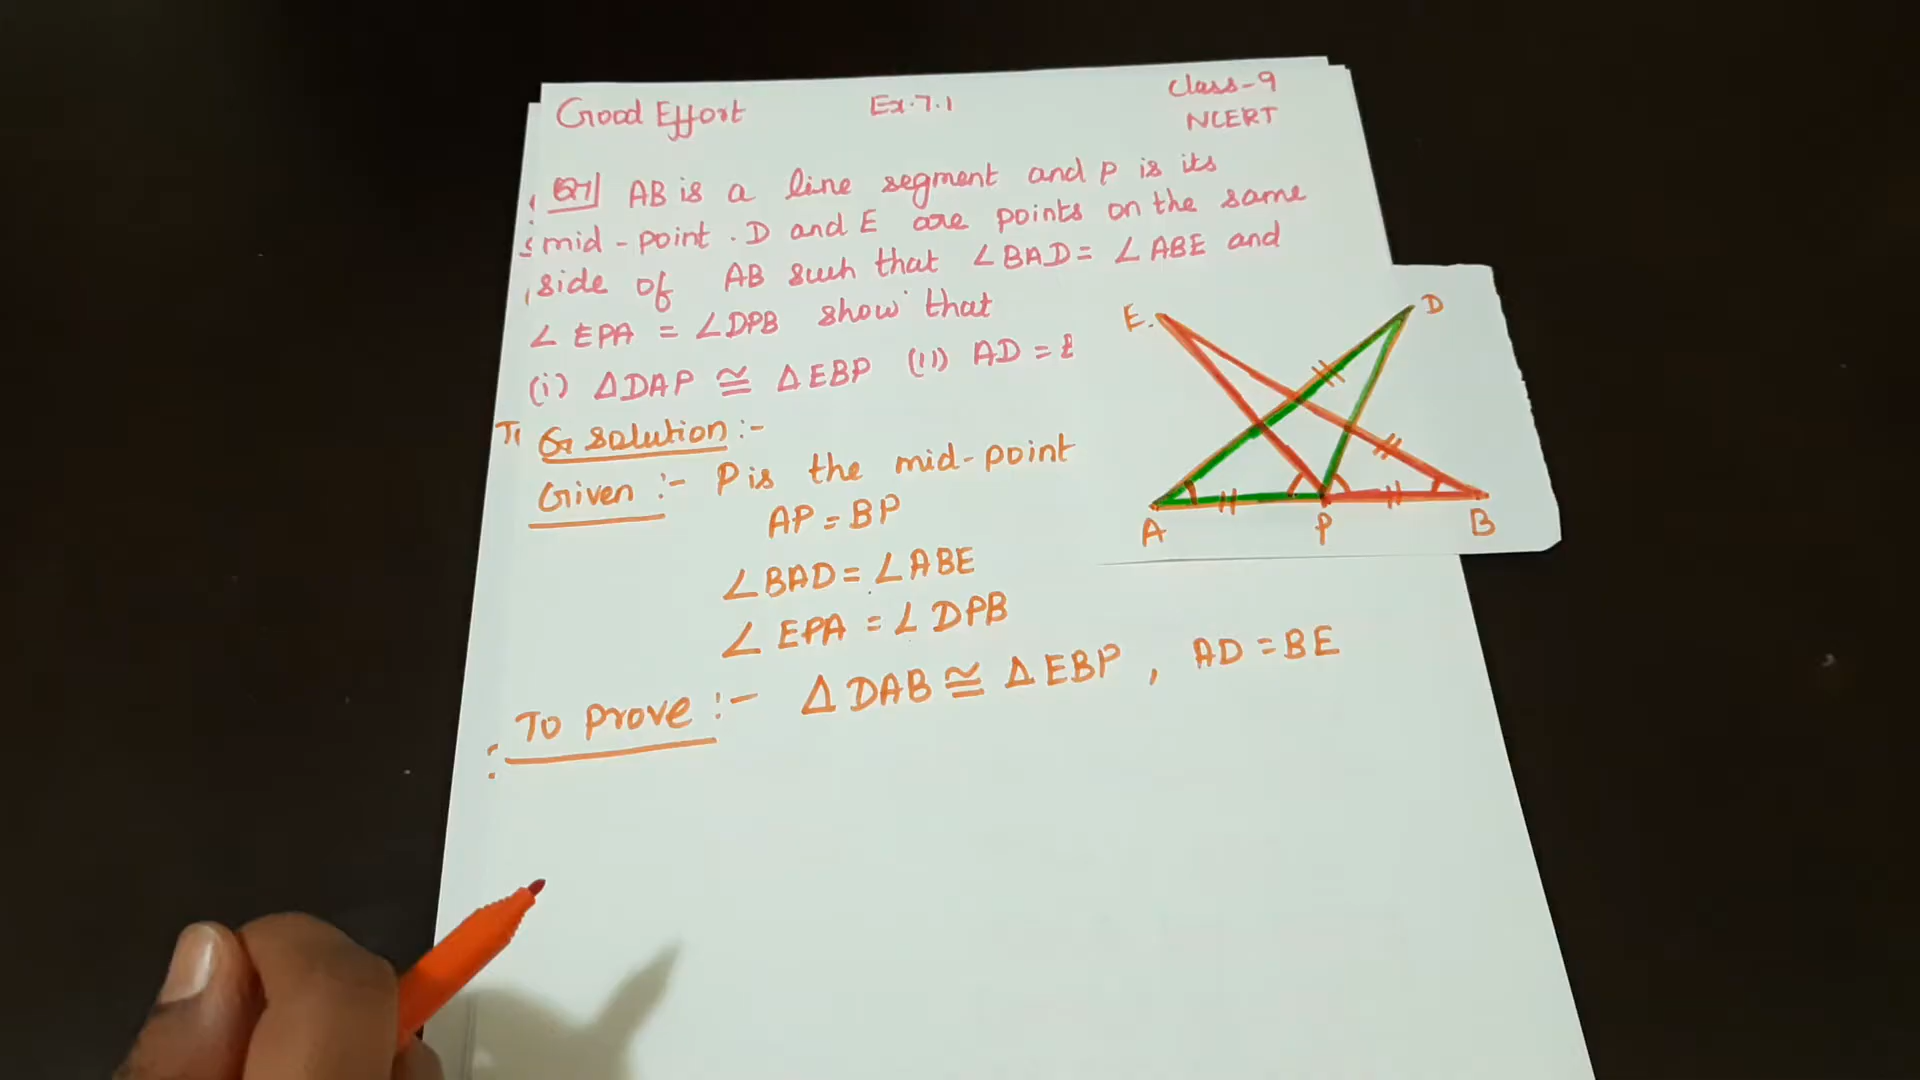 Good Effort Ex.7.1 Class-9
NCERT
AB is a line segment and P is its
mid-point. D and E are points on the same
side of AB such that ∠BAD = ∠ABE and
∠EPA = ∠DPB show that
(i) ΔDAP ≅ ΔEBP (ii) AD =
solution:-
Given:- P is the mid-point
AP = BP
∠BAD = ∠ABE
∠EPA = ∠DPB
To prove:- ΔDAB ≅ ΔEBP, AD = BE
E. D
A P B